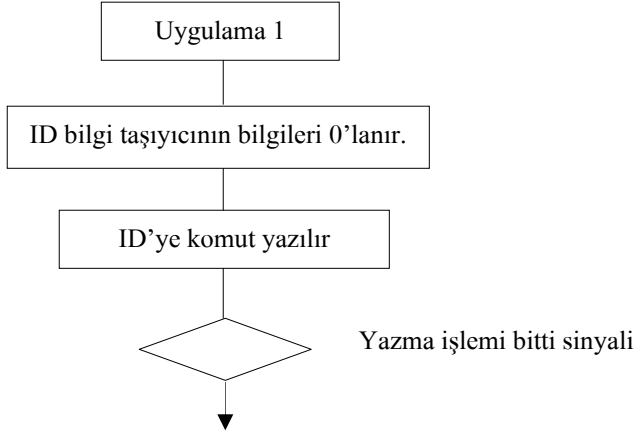 Uygulama 1
ID bilgi taşıyıcının bilgileri 0’lanır.
ID’ye komut yazılır
Yazma işlemi bitti sinyali